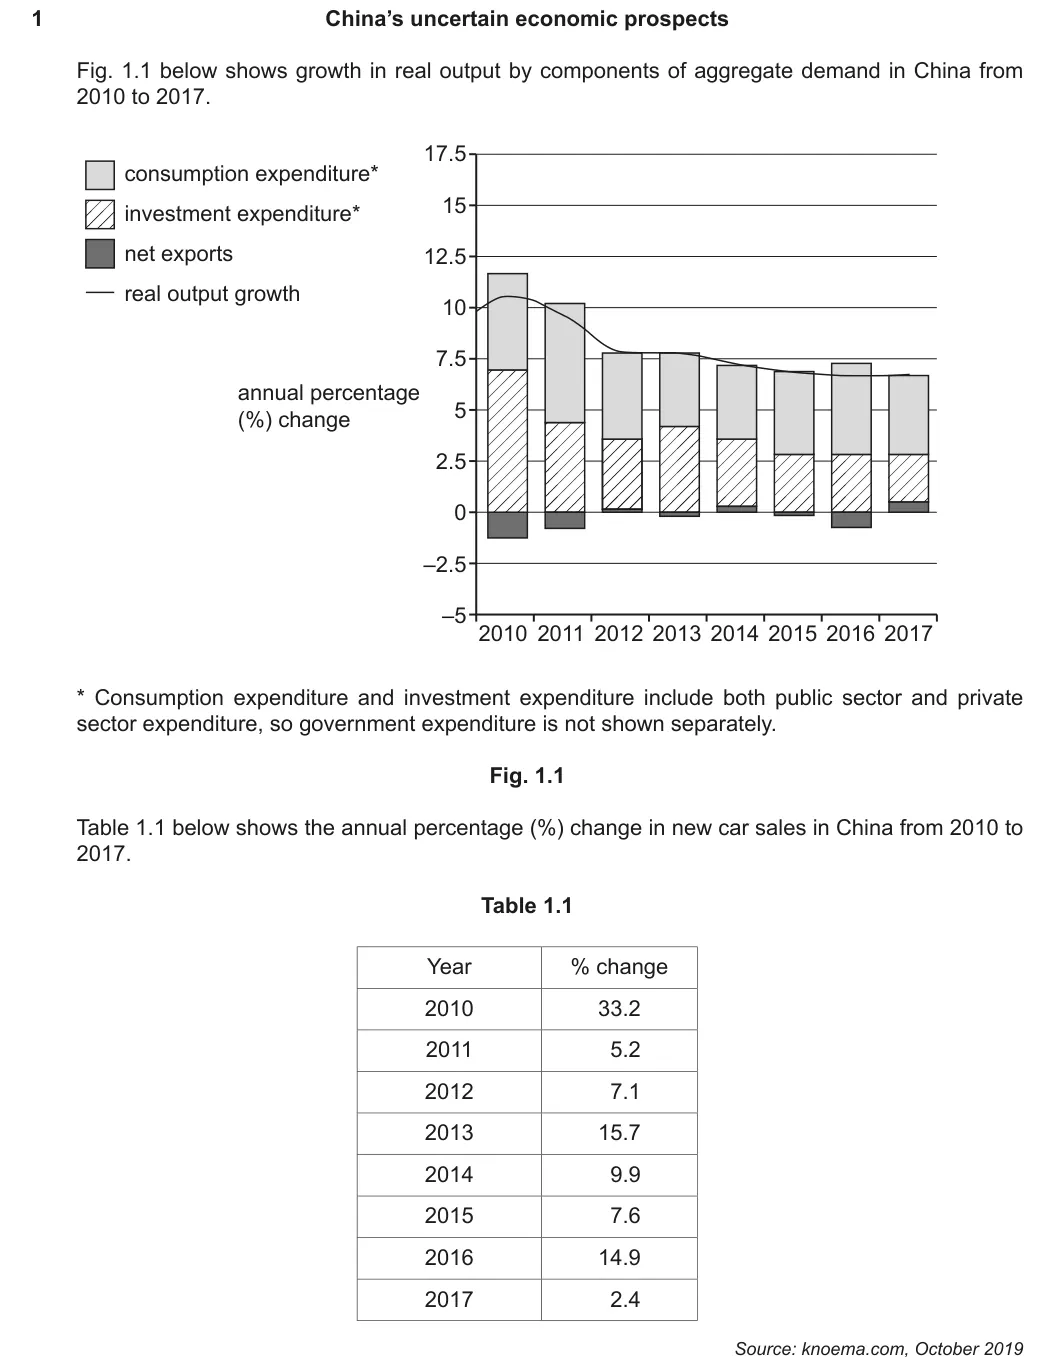 1 China’s uncertain economic prospects
Fig. 1.1 below shows growth in real output by components of aggregate demand in China from
2010 to 2017.
consumption expenditure*
investment expenditure*
net exports
real output growth
annual percentage
(%) change
17.5
15
12.5
10
7.5
5
2.5
0
–2.5
–5
2010 2011 2012 2013 2014 2015 2016 2017
* Consumption expenditure and investment expenditure include both public sector and private
sector expenditure, so government expenditure is not shown separately.
Fig. 1.1
Table 1.1 below shows the annual percentage (%) change in new car sales in China from 2010 to
2017.
Table 1.1
Year % change
2010 33.2
2011 5.2
2012 7.1
2013 15.7
2014 9.9
2015 7.6
2016 14.9
2017 2.4
Source: knoema.com, October 2019